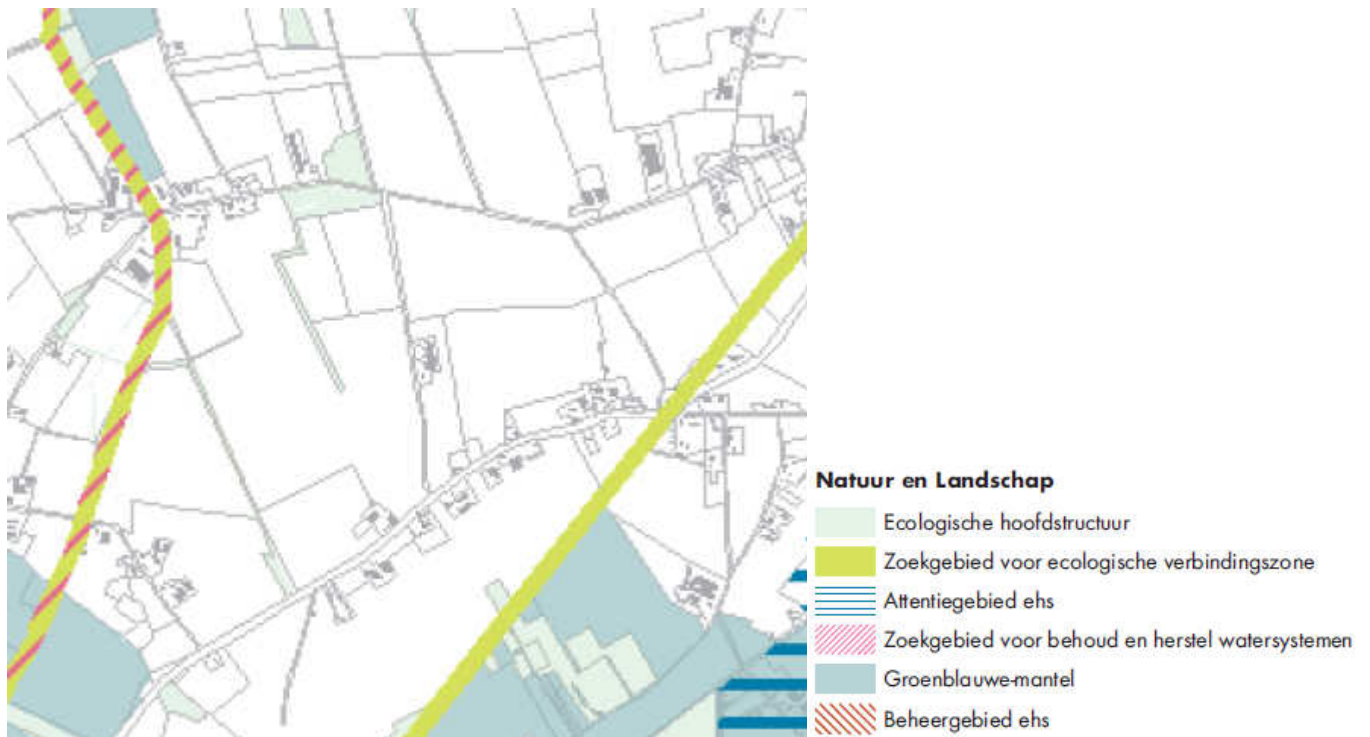 Natuur en Landschap
Ecologische hoofdstructuur
Zoekgebied voor ecologische verbindingszone
Attentiegebied ehs
Zoekgebied voor behoud en herstel watersystemen
Groenblauwe-mantel
Beheergebied ehs